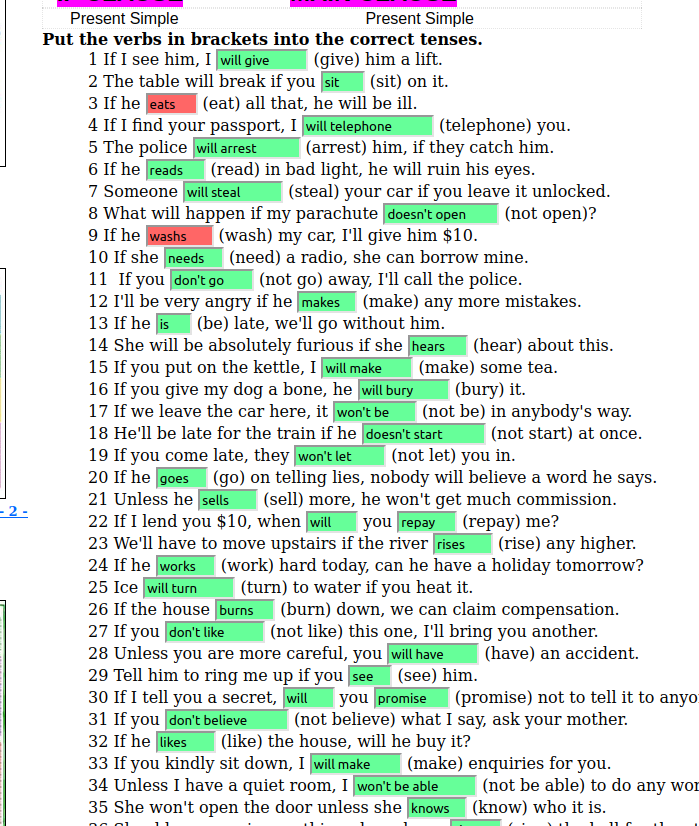 Present Simple Present Simple
Put the verbs in brackets into the correct tenses.
1 If I see him, I will give (give) him a lift.
2 The table will break if you sit (sit) on it.
3 If he eats (eat) all that, he will be ill.
4 If I find your passport, I will telephone (telephone) you.
5 The police will arrest (arrest) him, if they catch him.
6 If he reads (read) in bad light, he will ruin his eyes.
7 Someone will steal (steal) your car if you leave it unlocked.
8 What will happen if my parachute doesn't open (not open)?
9 If he washs (wash) my car, I'll give him $10.
10 If she needs (need) a radio, she can borrow mine.
11 If you don't go (not go) away, I'll call the police.
12 I'll be very angry if he makes (make) any more mistakes.
13 If he is (be) late, we'll go without him.
14 She will be absolutely furious if she hears (hear) about this.
15 If you put on the kettle, I will make (make) some tea.
16 If you give my dog a bone, he will bury (bury) it.
17 If we leave the car here, it won't be (not be) in anybody's way.
18 He'll be late for the train if he doesn't start (not start) at once.
19 If you come late, they won't let (not let) you in.
20 If he goes (go) on telling lies, nobody will believe a word he says.
- 2 -
21 Unless he sells (sell) more, he won't get much commission.
22 If I lend you $10, when will you repay (repay) me?
23 We'll have to move upstairs if the river rises (rise) any higher.
24 If he works (work) hard today, can he have a holiday tomorrow?
25 Ice will turn (turn) to water if you heat it.
26 If the house burns (burn) down, we can claim compensation.
27 If you don't like (not like) this one, I'll bring you another.
28 Unless you are more careful, you will have (have) an accident.
29 Tell him to ring me up if you see (see) him.
30 If I tell you a secret, will you promise (promise) not to tell it to anyo
31 If you don't believe (not believe) what I say, ask your mother.
32 If he likes (like) the house, will he buy it?
33 If you kindly sit down, I will make (make) enquiries for you.
34 Unless I have a quiet room, I won't be able (not be able) to do any wor
35 She won't open the door unless she knows (know) who it is.